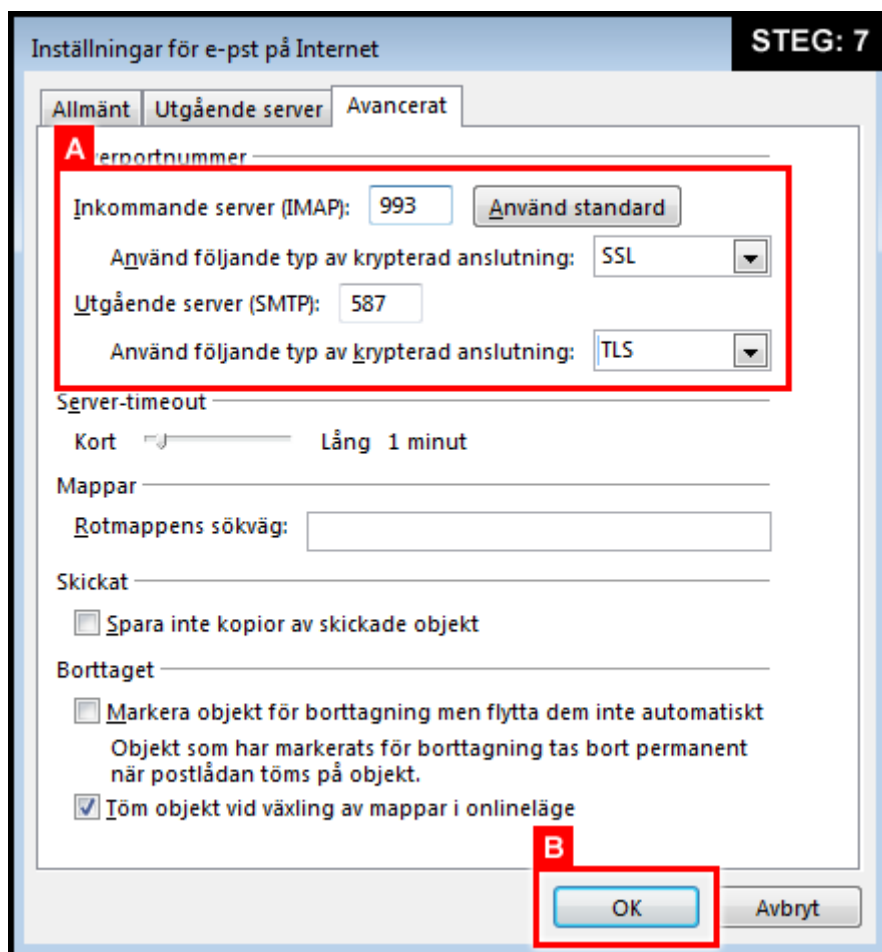 Inställningar för e-pst på Internet
STEG: 7
Allmänt Utgående server Avancerat
A
erportnummer
Inkommande server (IMAP): 993 Använd standard
Använd följande typ av krypterad anslutning: SSL
Utgående server (SMTP): 587
Använd följande typ av krypterad anslutning: TLS
Server-timeout
Kort Lång 1 minut
Mappar
Rotmappens sökväg:
Skickat
Spara inte kopior av skickade objekt
Borttaget
Markera objekt för borttagning men flytta dem inte automatiskt
Objekt som har markerats för borttagning tas bort permanent
när postlådan töms på objekt.
Töm objekt vid växling av mappar i onlineläge
B
OK Avbryt